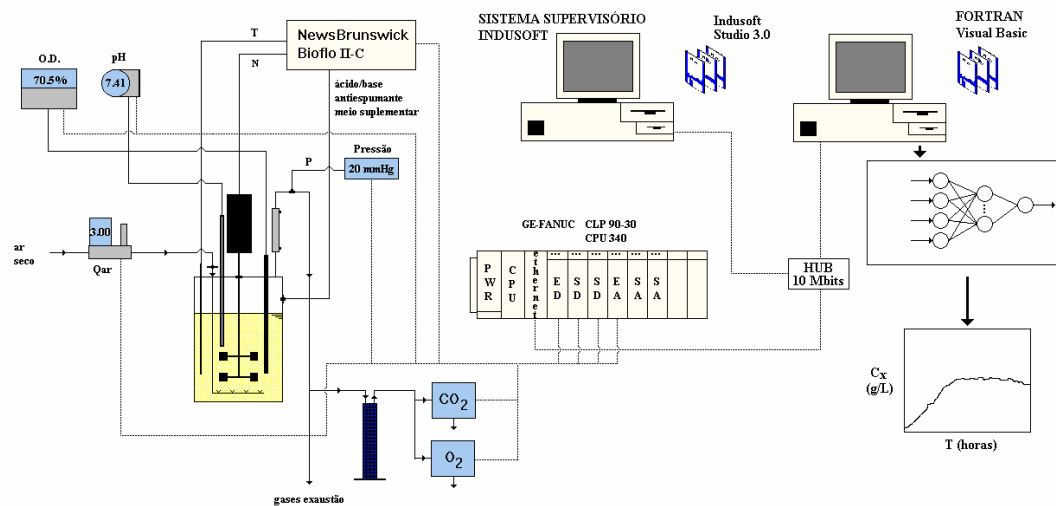 SISTEMA SUPERVISÓRIO
INDUSOFT
Indusoft
Studio 3.0
FORTRAN
Visual Basic
NewsBrunswick
Bioflo II-C
T
N
O.D.
70.5%
pH
7.41
ácido/base
antiespumante
meio suplementar
Pressão
P
20 mmHg
3.00
ar
seco
Qar
GE-FANUC CLP 90-30
CPU 340
PWR
CPU
ethernet
ED
SD
SD
EA
SA
SA
HUB
10 Mbits
CO2
O2
gases exaustão
Cx
(g/L)
T (horas)